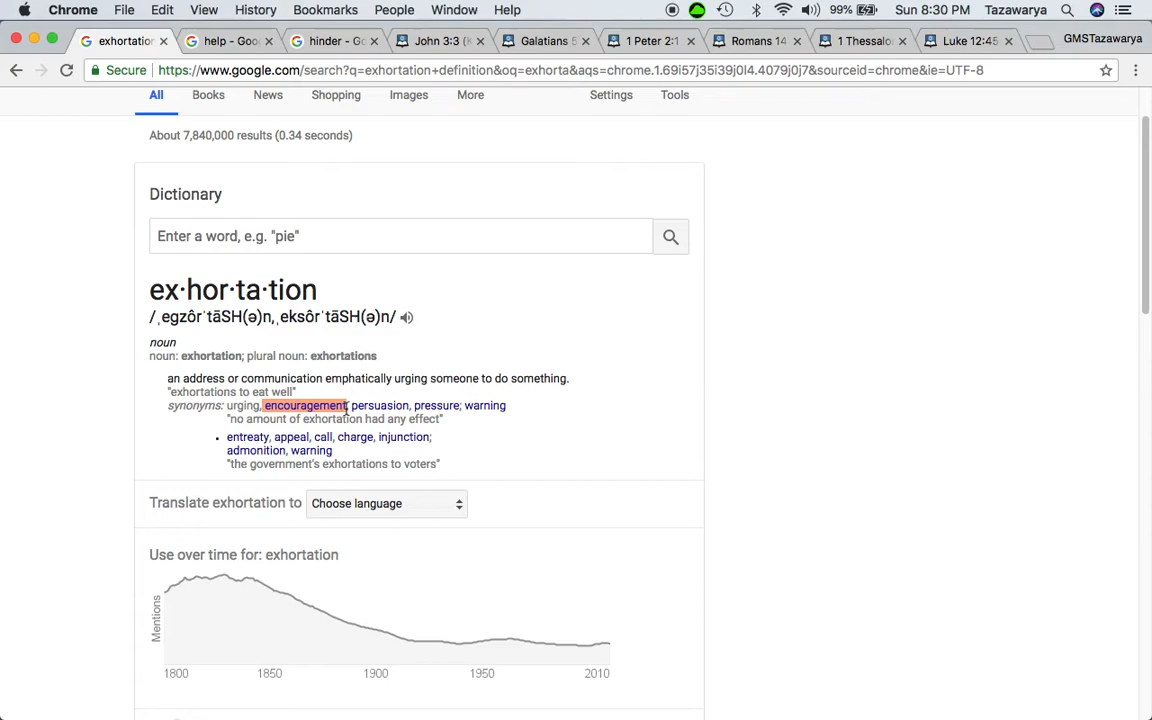 Chrome File Edit View History Bookmarks People Window Help 99% Sun 8:30 PM Tazawarya
exhortation help - Goo hinder - Go John 3:3 (K Galatians 5 1 Peter 2:1 Romans 14 1 Thessalo Luke 12:45 GMSTazawarya
Secure https://www.google.com/search?q=exhortation+definition&oq=exhorta&aqs=chrome.1.69i57j35i39j0l4.4079j0j7&sourceid=chrome&ie=UTF-8
All Books News Shopping Images More Settings Tools
About 7,840,000 results (0.34 seconds)
Dictionary
Enter a word, e.g. "pie"
ex·hor·ta·tion
/ˌegzôrˈtāSH(ə)n,ˌeksôrˈtāSH(ə)n/
noun
noun: exhortation; plural noun: exhortations
an address or communication emphatically urging someone to do something.
"exhortations to eat well"
synonyms: urging, encouragement, persuasion, pressure; warning
"no amount of exhortation had any effect"
• entreaty, appeal, call, charge, injunction;
admonition, warning
"the government's exhortations to voters"
Translate exhortation to Choose language
Use over time for: exhortation
Mentions
1800 1850 1900 1950 2010